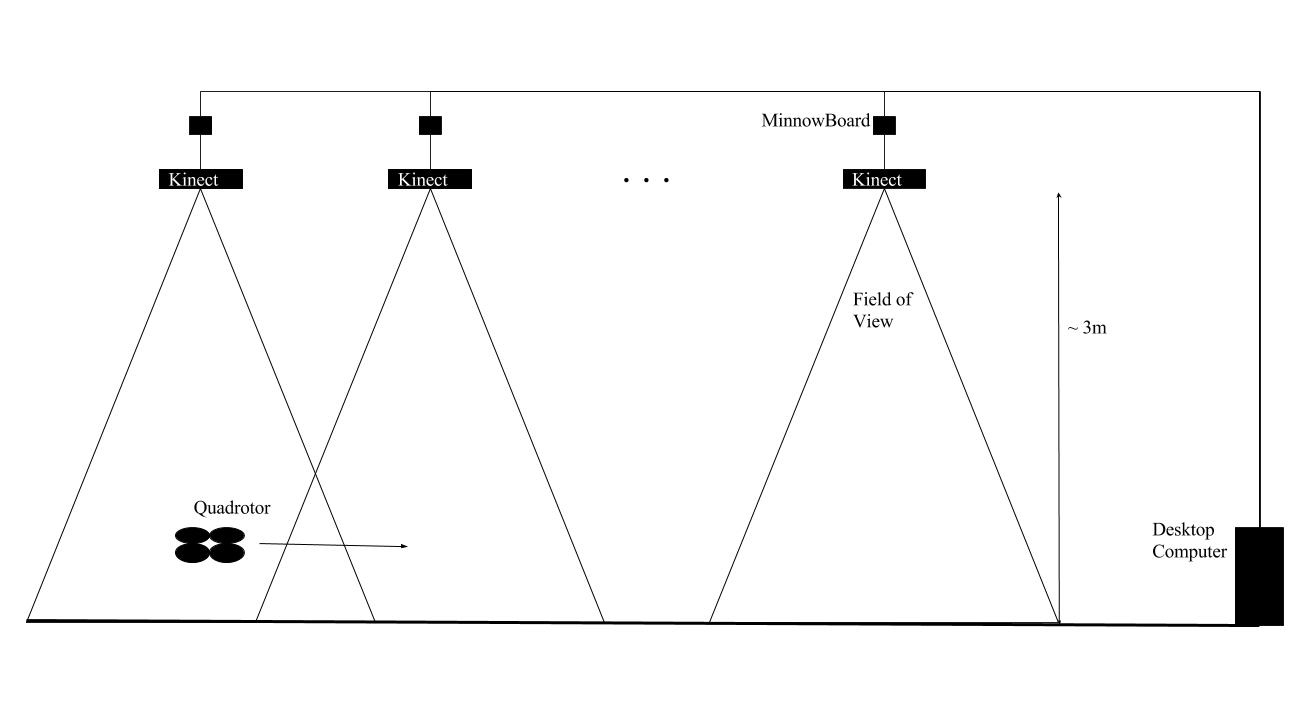 MinnowBoard
Kinect
Kinect
. . .
Kinect
Field of
View
~ 3m
Quadrotor
Desktop
Computer